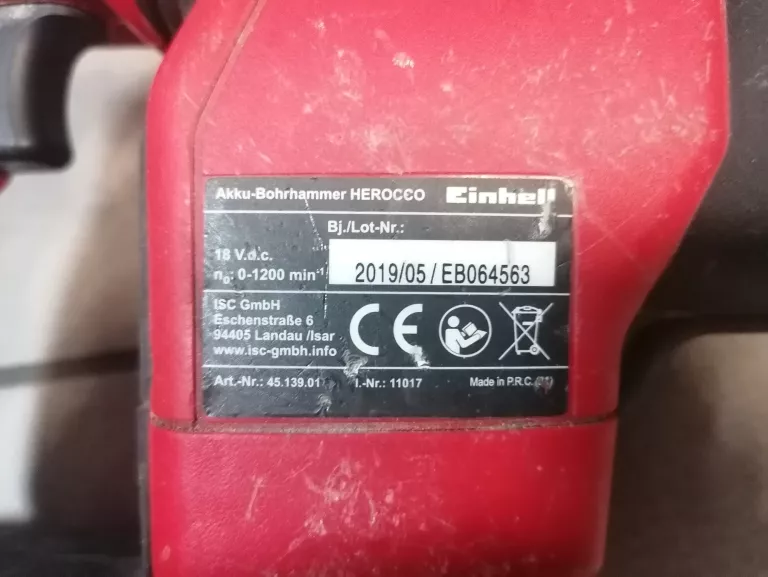 Akku-Bohrhammer HEROCCO Einhell
Bj./Lot-Nr.:
18 V.d.c.
n₀: 0-1200 min⁻¹
2019/05/EB064563
ISC GmbH
Eschenstraße 6
94405 Landau /Isar
www.isc-gmbh.info
CE
Art.-Nr.: 45.139.01 I.-Nr.: 11017 Made in P.R.C.